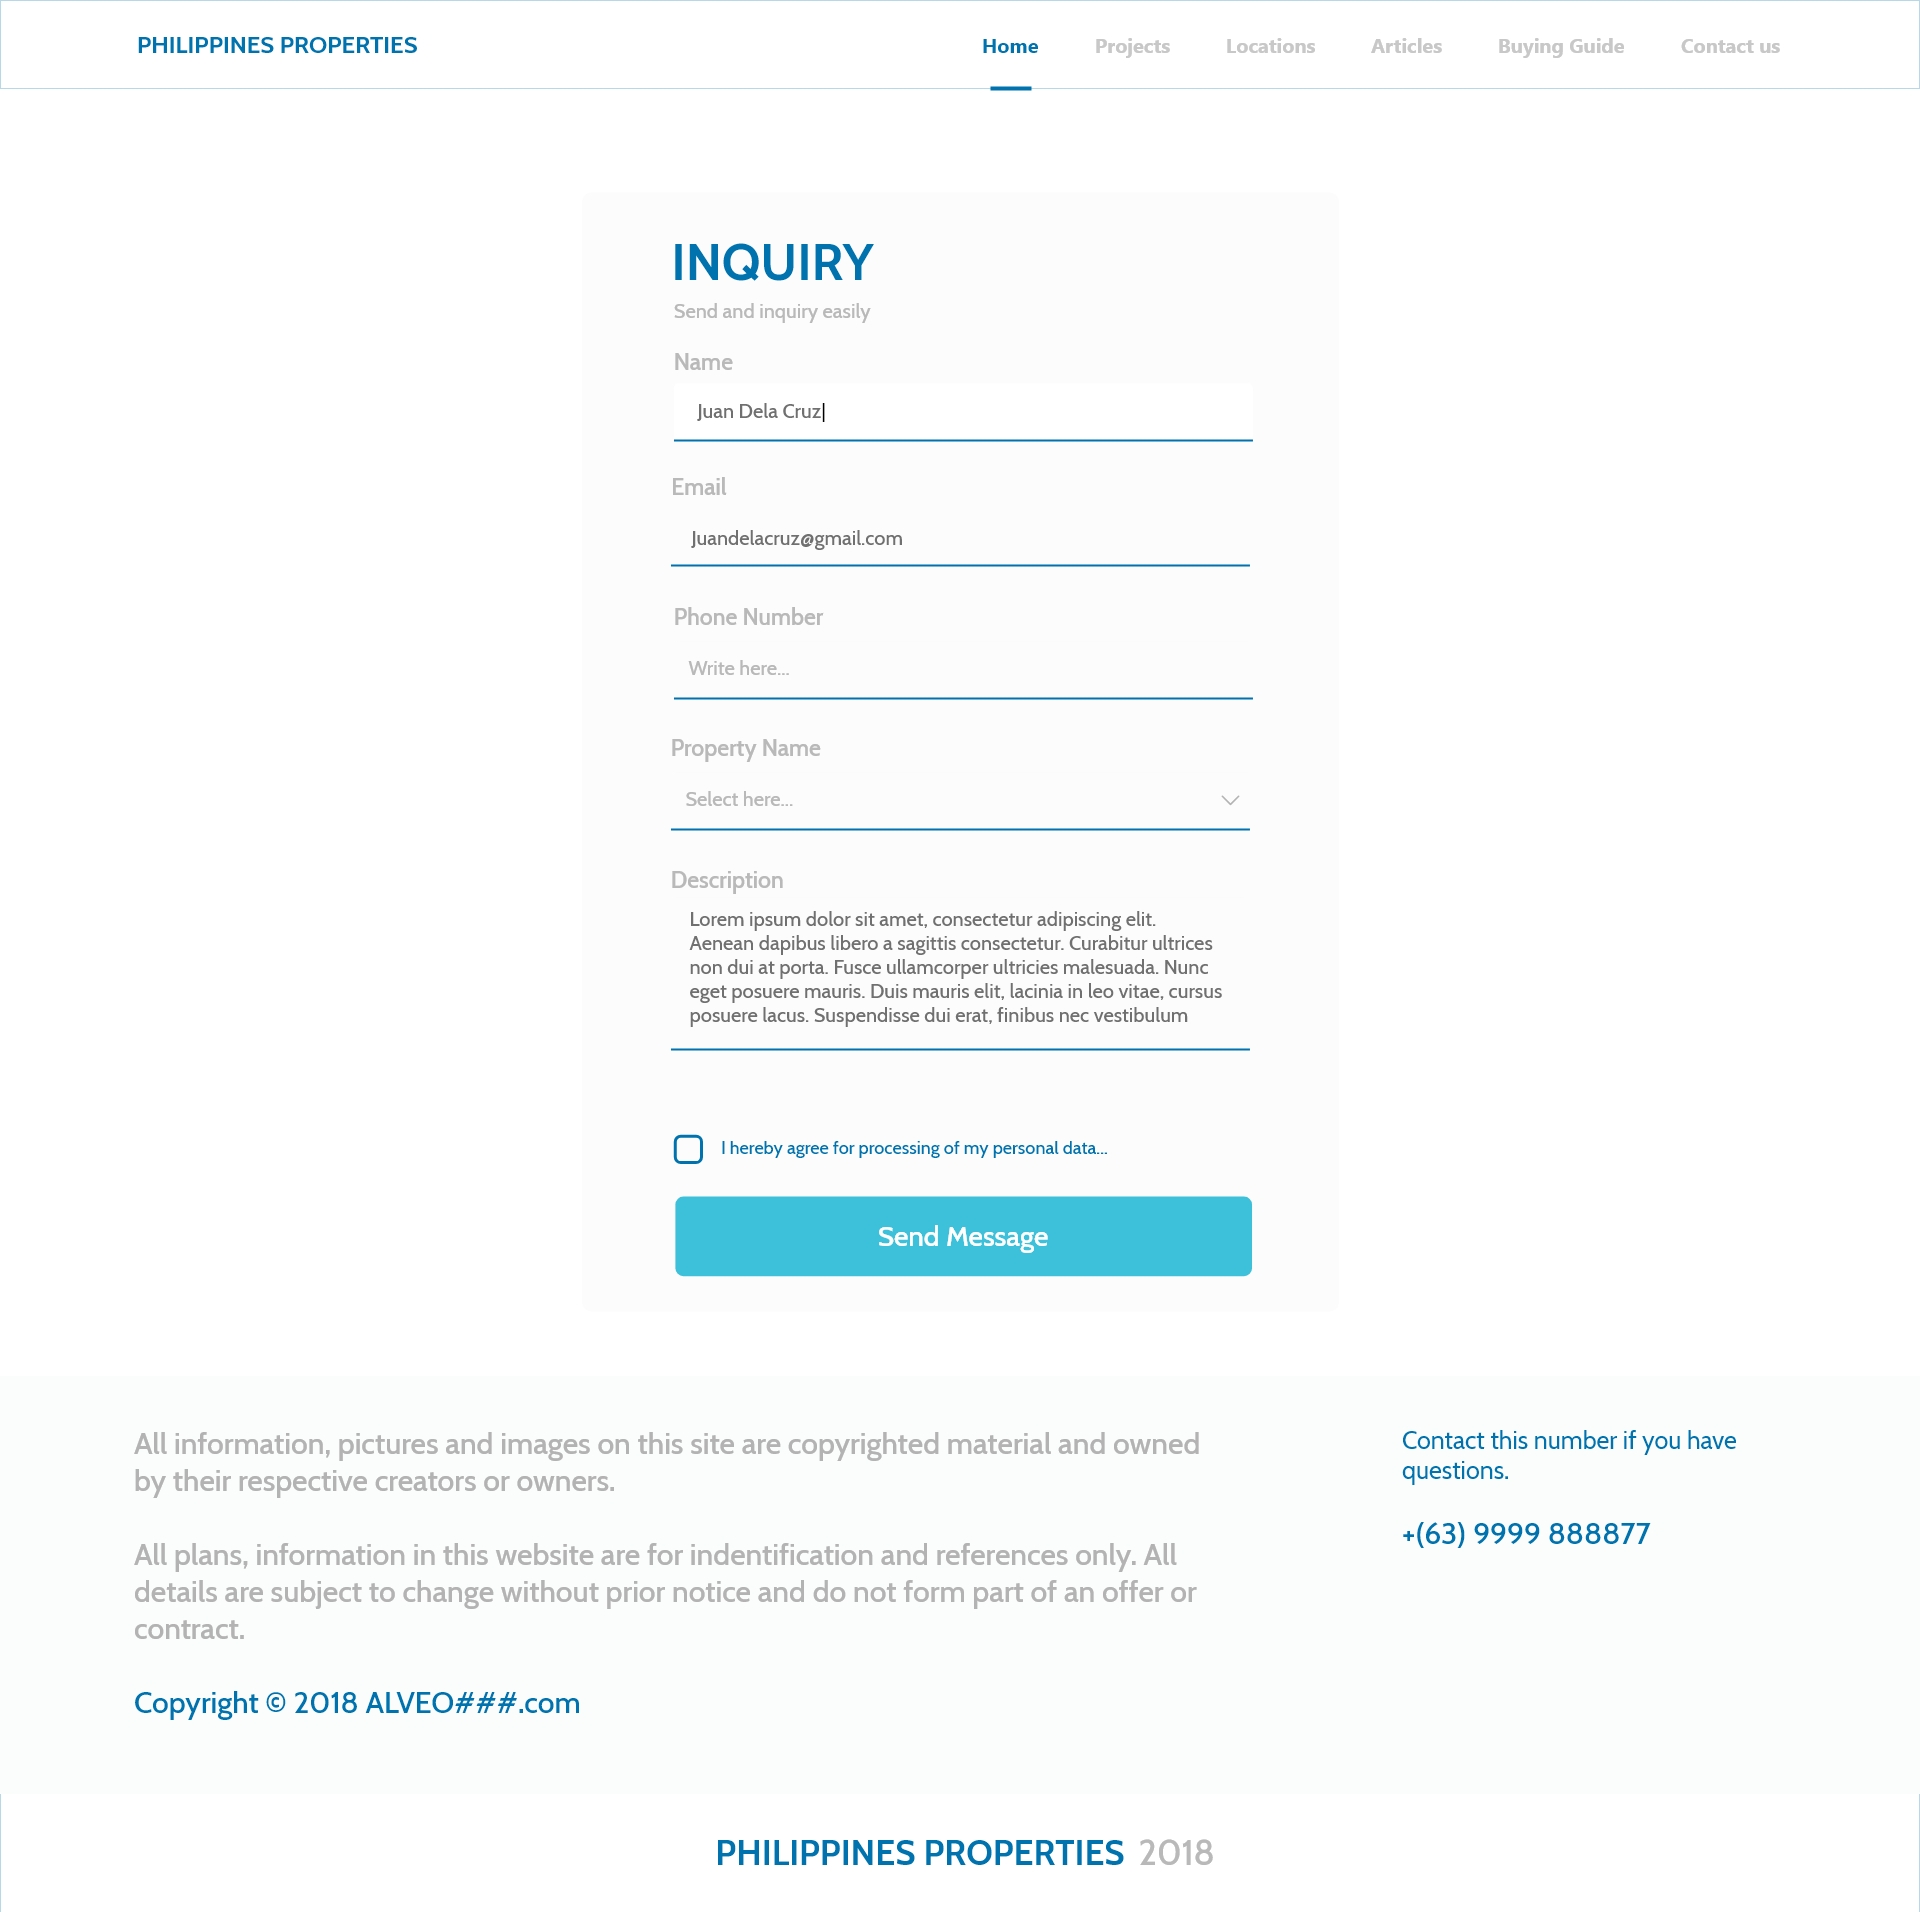 PHILIPPINES PROPERTIES
Home Projects Locations Articles Buying Guide Contact us
INQUIRY
Send and inquiry easily
Name
Juan Dela Cruz
Email
Juandelacruz@gmail.com
Phone Number
Write here...
Property Name
Select here...
Description
Lorem ipsum dolor sit amet, consectetur adipiscing elit.
Aenean dapibus libero a sagittis consectetur. Curabitur ultrices
non dui at porta. Fusce ullamcorper ultricies malesuada. Nunc
eget posuere mauris. Duis mauris elit, lacinia in leo vitae, cursus
posuere lacus. Suspendisse dui erat, finibus nec vestibulum
I hereby agree for processing of my personal data...
Send Message
All information, pictures and images on this site are copyrighted material and owned
by their respective creators or owners.
All plans, information in this website are for indentification and references only. All
details are subject to change without prior notice and do not form part of an offer or
contract.
Copyright © 2018 ALVEO###.com
Contact this number if you have
questions.
+(63) 9999 888877
PHILIPPINES PROPERTIES 2018